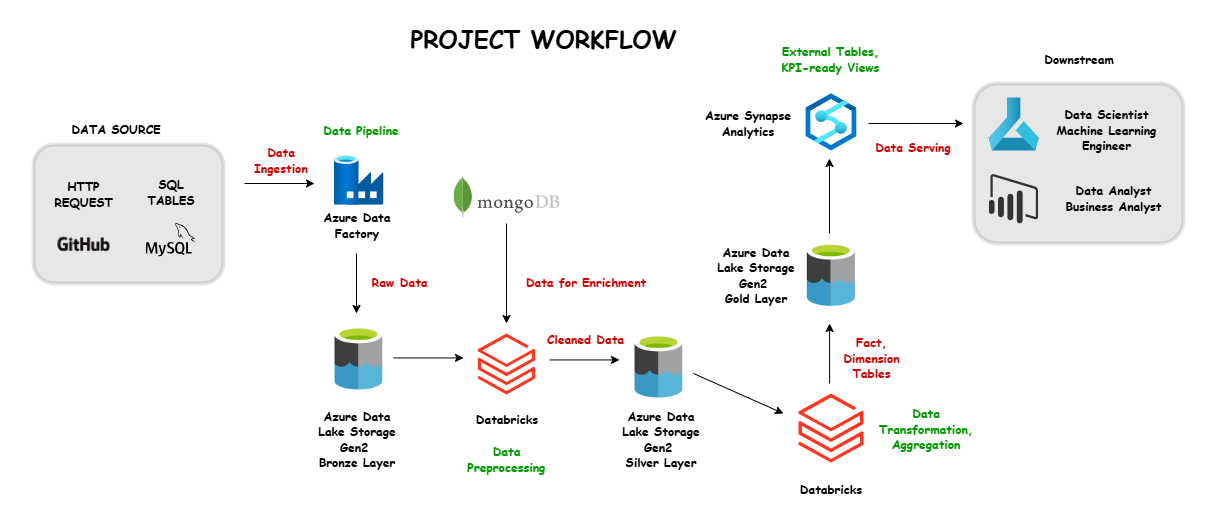 PROJECT WORKFLOW
DATA SOURCE
HTTP
REQUEST
SQL
TABLES
GitHub
MySQL
Data
Ingestion
Data Pipeline
Azure Data
Factory
Raw Data
Azure Data
Lake Storage
Gen2
Bronze Layer
mongoDB
Data for Enrichment
Databricks
Data
Preprocessing
Cleaned Data
Azure Data
Lake Storage
Gen2
Silver Layer
Databricks
Data
Transformation,
Aggregation
Fact,
Dimension
Tables
Azure Data
Lake Storage
Gen2
Gold Layer
Azure Synapse
Analytics
External Tables,
KPI-ready Views
Data Serving
Downstream
Data Scientist
Machine Learning
Engineer
Data Analyst
Business Analyst